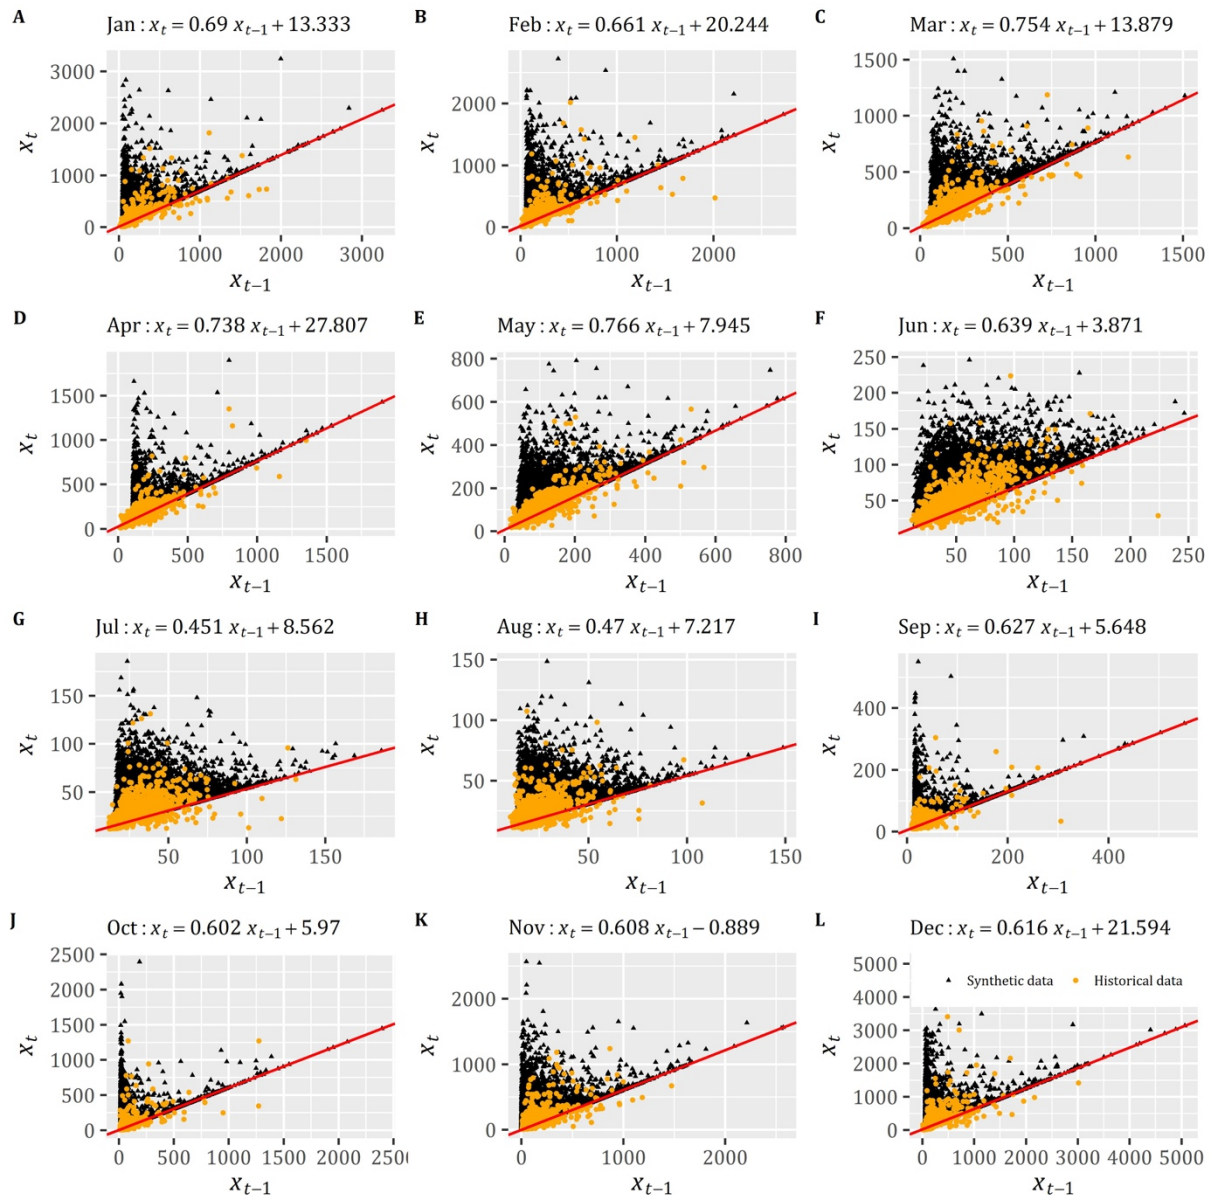 A
Jan : x_t = 0.69 x_{t−1} + 13.333
3000
2000
1000
0
x_t
0 1000 2000 3000
x_{t−1}
B
Feb : x_t = 0.661 x_{t−1} + 20.244
2000
1000
0
x_t
0 1000 2000
x_{t−1}
C
Mar : x_t = 0.754 x_{t−1} + 13.879
1500
1000
500
0
x_t
0 500 1000 1500
x_{t−1}
D
Apr : x_t = 0.738 x_{t−1} + 27.807
1500
1000
500
0
x_t
0 500 1000 1500
x_{t−1}
E
May : x_t = 0.766 x_{t−1} + 7.945
800
600
400
200
0
x_t
0 200 400 600 800
x_{t−1}
F
Jun : x_t = 0.639 x_{t−1} + 3.871
250
200
150
100
50
x_t
50 100 150 200 250
x_{t−1}
G
Jul : x_t = 0.451 x_{t−1} + 8.562
150
100
50
x_t
50 100 150
x_{t−1}
H
Aug : x_t = 0.47 x_{t−1} + 7.217
150
100
50
x_t
50 100 150
x_{t−1}
I
Sep : x_t = 0.627 x_{t−1} + 5.648
400
200
0
x_t
0 200 400
x_{t−1}
J
Oct : x_t = 0.602 x_{t−1} + 5.97
2500
2000
1500
1000
500
0
x_t
0 500 1000 1500 2000 2500
x_{t−1}
K
Nov : x_t = 0.608 x_{t−1} − 0.889
2000
1000
0
x_t
0 1000 2000
x_{t−1}
L
Dec : x_t = 0.616 x_{t−1} + 21.594
Synthetic data Historical data
5000
4000
3000
2000
1000
0
x_t
0 1000 2000 3000 4000 5000
x_{t−1}